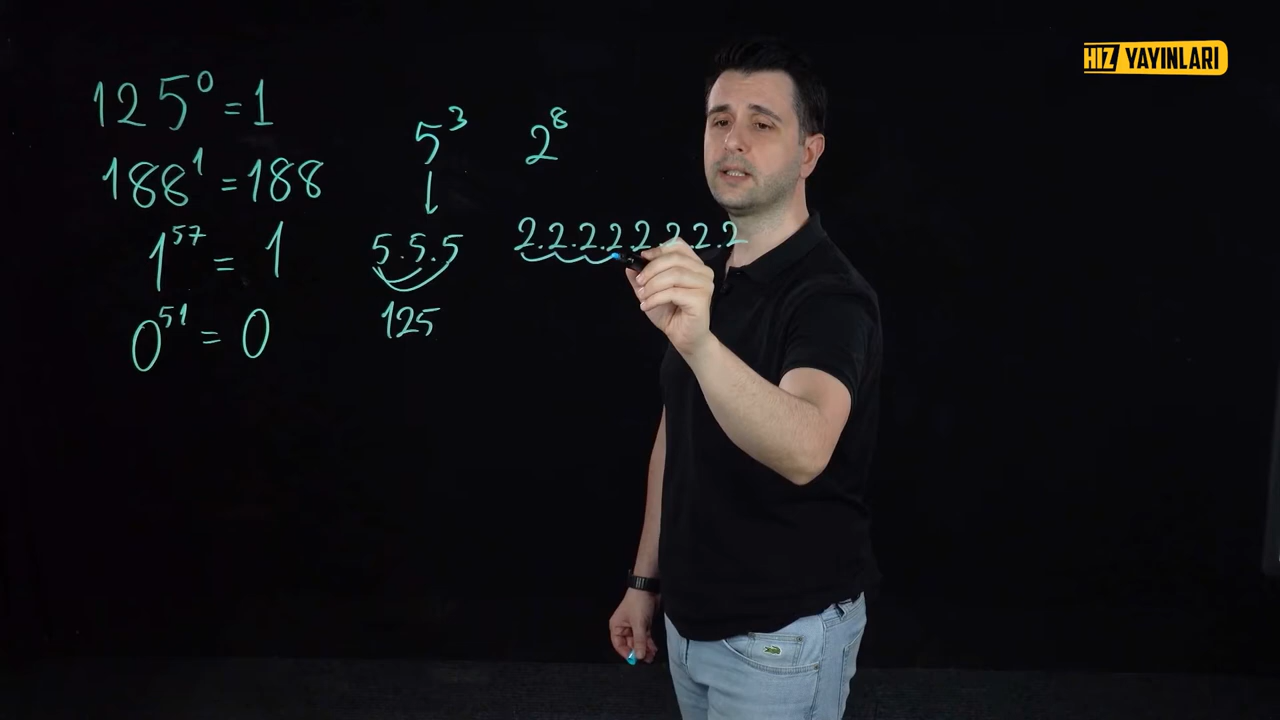 HIZ YAYINLARI
125⁰ = 1
188¹ = 188
1⁵⁷ = 1
0⁵¹ = 0
5³
5.5.5
125
2⁸
2.2.2.2.2.2.2.2